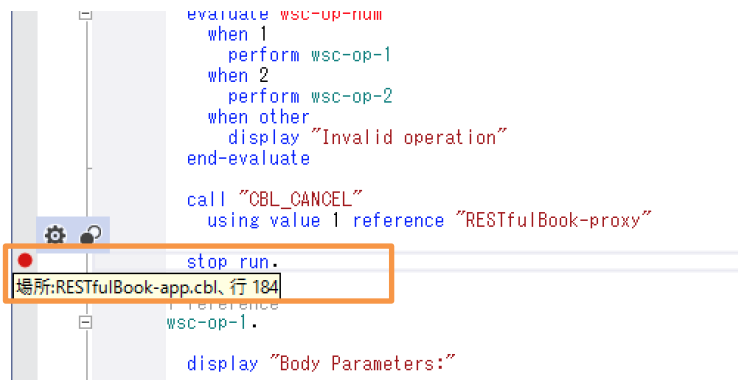 evaluate wsc-op-num
when 1
perform wsc-op-1
when 2
perform wsc-op-2
when other
display "Invalid operation"
end-evaluate
call "CBL_CANCEL"
using value 1 reference "RESTfulBook-proxy"
stop run.
場所:RESTfulBook-app.cbl、行 184
1 reference
wsc-op-1.
display "Body Parameters:"